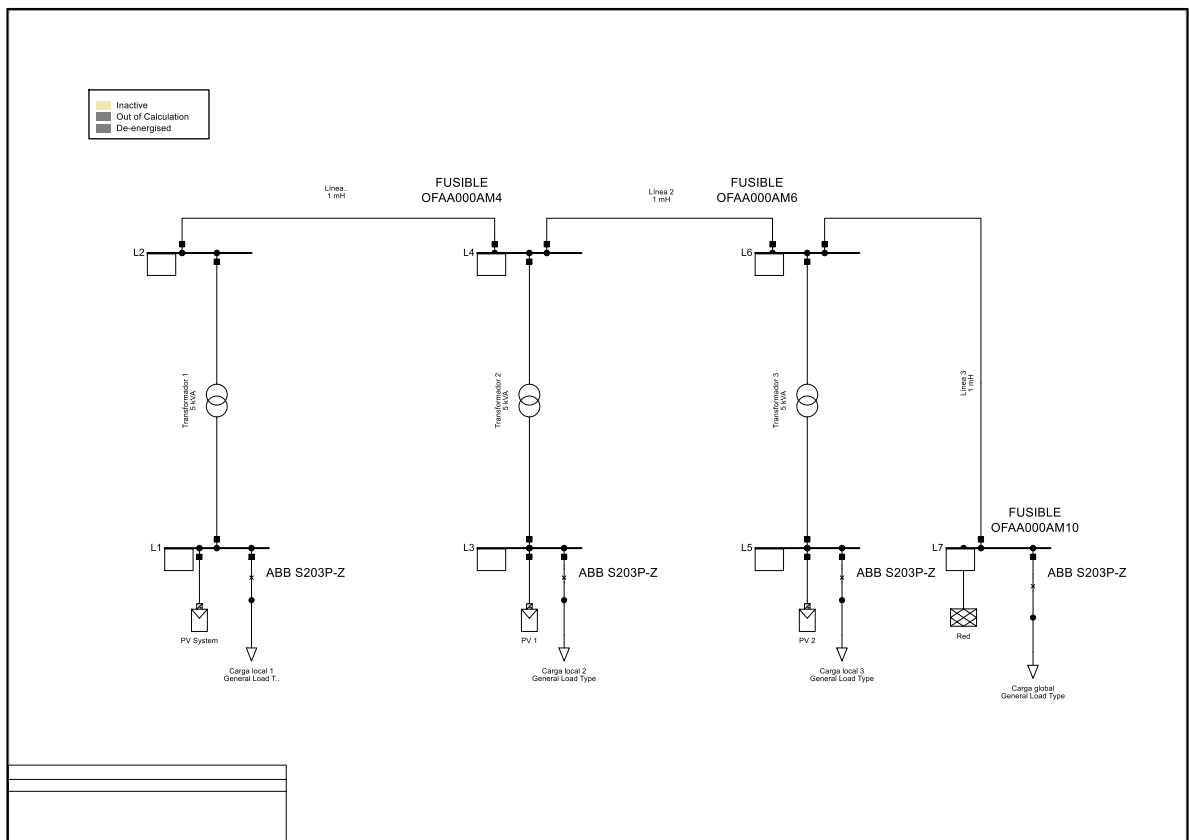 Inactive
Out of Calculation
De-energised
Línea..
1 mH
FUSIBLE
OFAA000AM4
Línea 2
1 mH
FUSIBLE
OFAA000AM6
L2
L4
L6
Transformador 1
5 kVA
Transformador 2
5 kVA
Transformador 3
5 kVA
Línea 3
1 mH
FUSIBLE
OFAA000AM10
L1
L3
L5
L7
ABB S203P-Z
ABB S203P-Z
ABB S203P-Z
ABB S203P-Z
PV System
PV 1
PV 2
Red
Carga local 1
General Load T..
Carga local 2
General Load Type
Carga local 3
General Load Type
Carga global
General Load Type